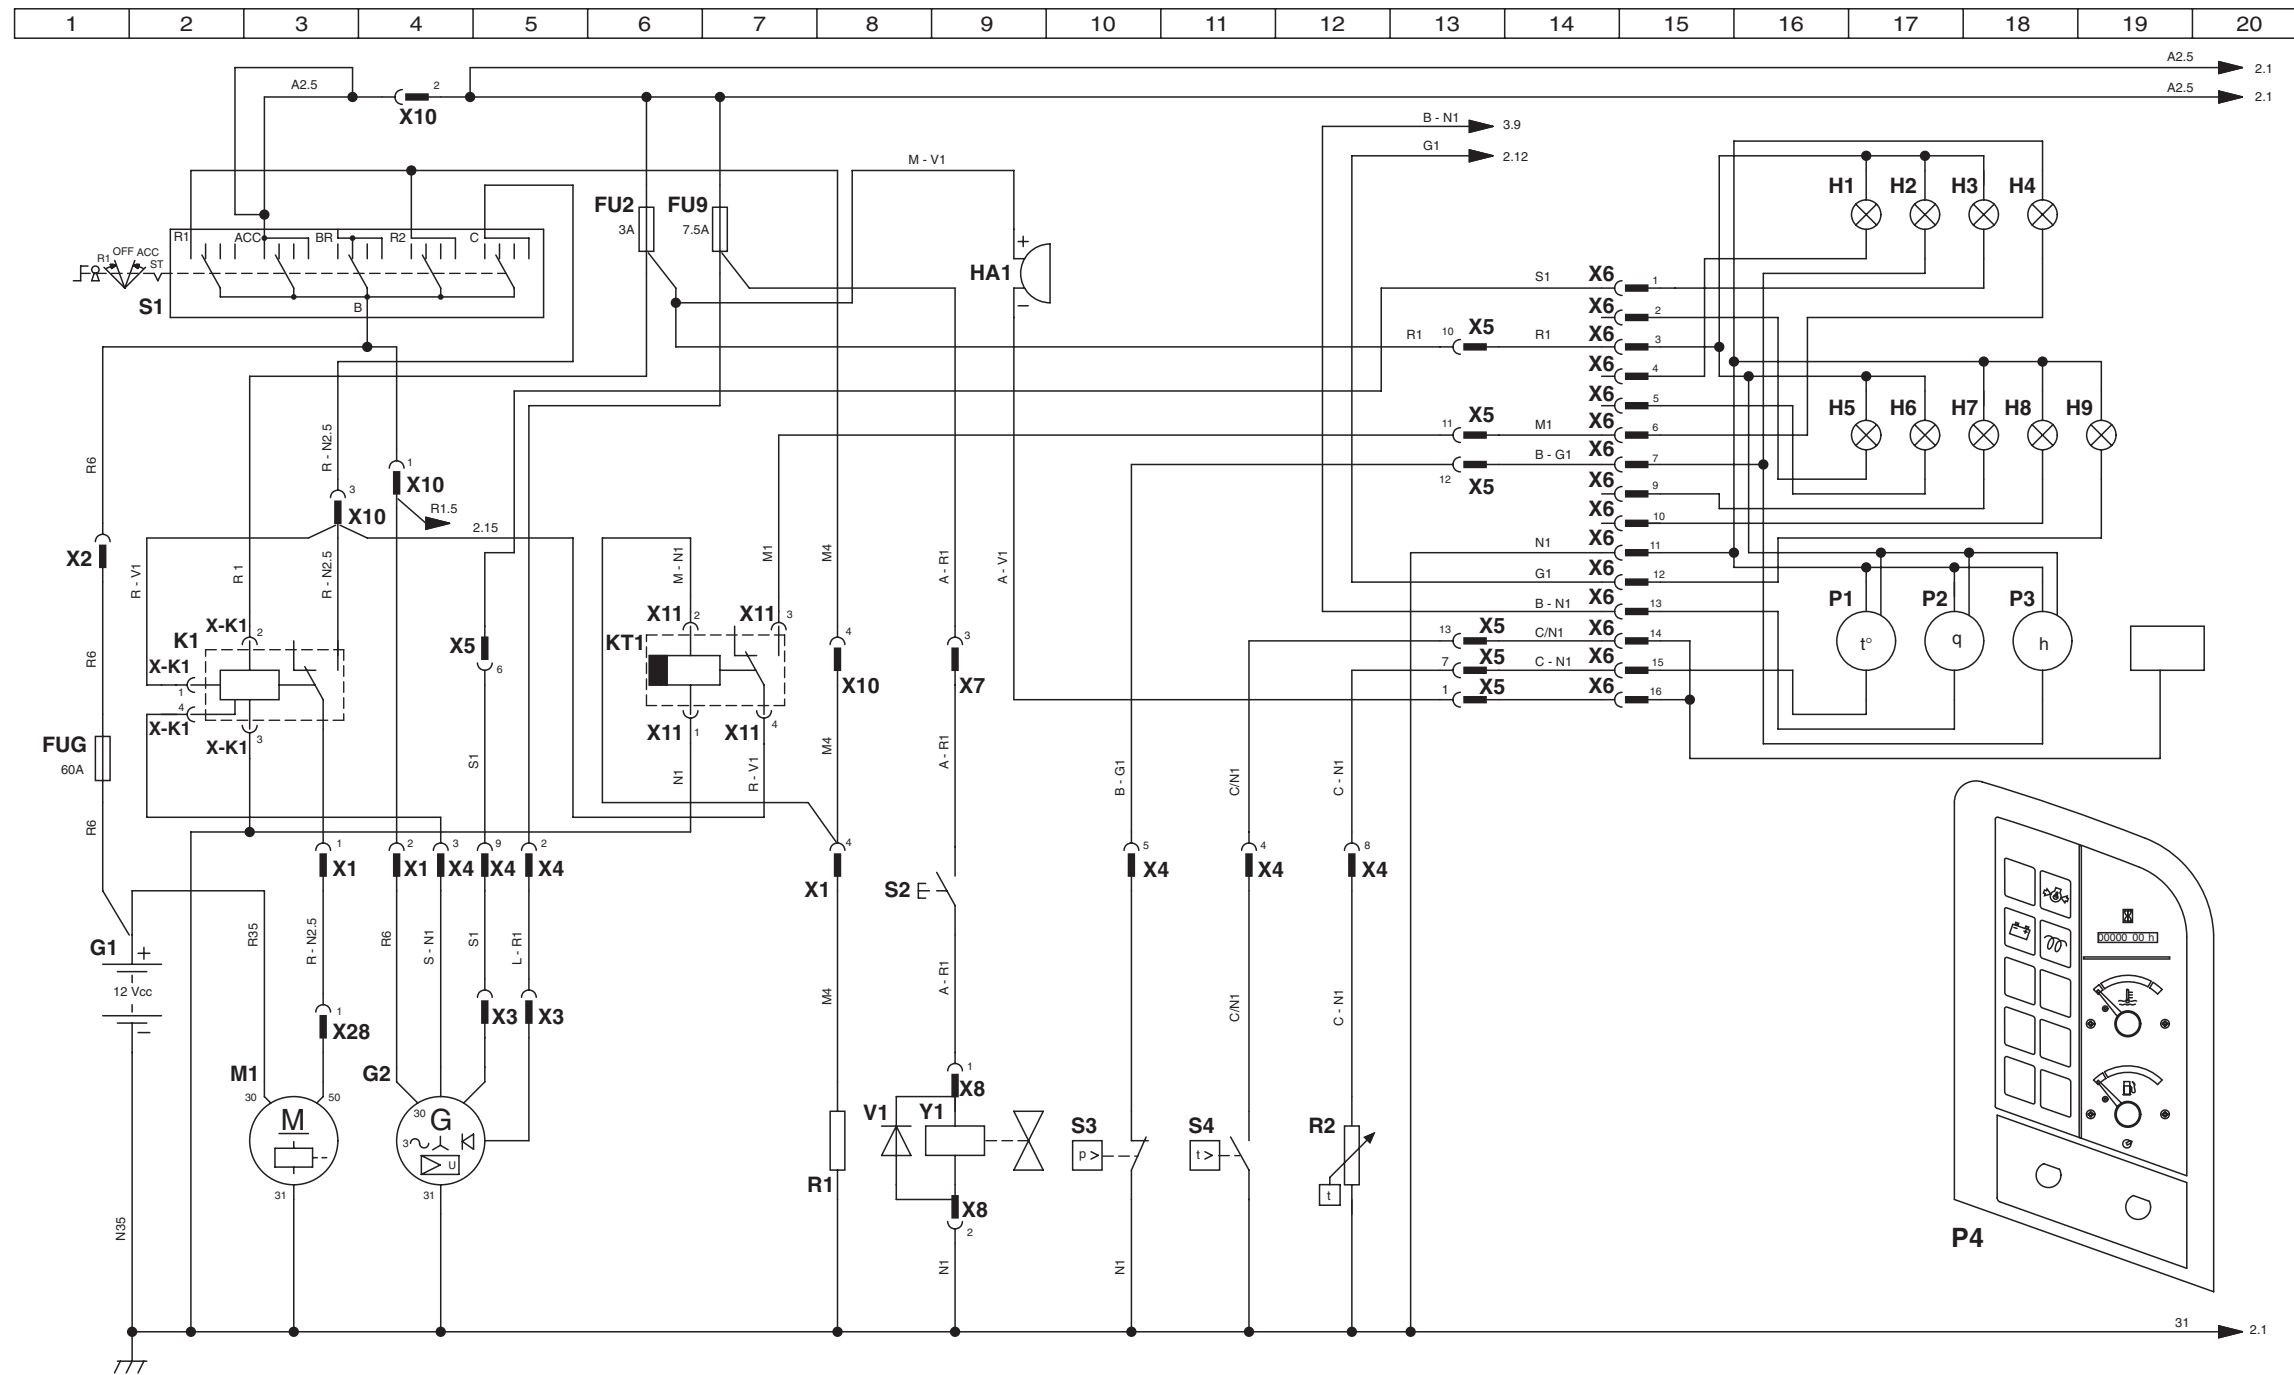 1 2 3 4 5 6 7 8 9 10 11 12 13 14 15 16 17 18 19 20
A2.5
2.1
A2.5 2 A2.5
2.1
X10
B - N1 3.9
G1 2.12
M - V1
H1 H2 H3 H4
FU2 FU9
3A 7.5A
R1 ACC BR R2 C
R1 OFF ACC ST
+
HA1
−
S1
B
S1 X6 1
X6 2
R1 10 X5 R1 X6 3
X6 4
X6 5
H5 H6 H7 H8 H9
11 X5 M1 X6 6
B - G1 X6 7
12 X5
X6 9
X6 10
N1 X6 11
G1 X6 12
B - N1 X6 13
13 X5 C/N1 X6 14
7 X5 C - N1 X6 15
1 X5 X6 16
P1 P2 P3
t° q h
R6
R - N2.5
1
X10
3
X10
R1.5
2.15
X2
R - V1
R 1
R - N2.5
M - N1
M1
M4
A - R1
A - V1
X11 2 X11 3
KT1
X-K1 2
K1
X-K1
1
4
X-K1
X-K1 3
X5
6
4
X10
3
X7
R6
X11 1 X11 4
FUG
60A
S1
N1
R - V1
M4
A - R1
B - G1
C/N1
C - N1
R6
1 2 3 9 2 4 5 4 8
X1 X1 X4 X4 X4 X1 S2 X4 X4 X4
G1 +
12 Vcc
−
R35
R - N2.5
R6
S - N1
S1
L - R1
M4
A - R1
C/N1
C - N1
1
X28
X3 X3
00000 00 h
M1 G2
30 50
M
31
30 G
3
U
31
1
X8
V1 Y1
S3 S4 R2
p > t >
t
R1
X8
2
P4
N35
N1
N1
31
2.1